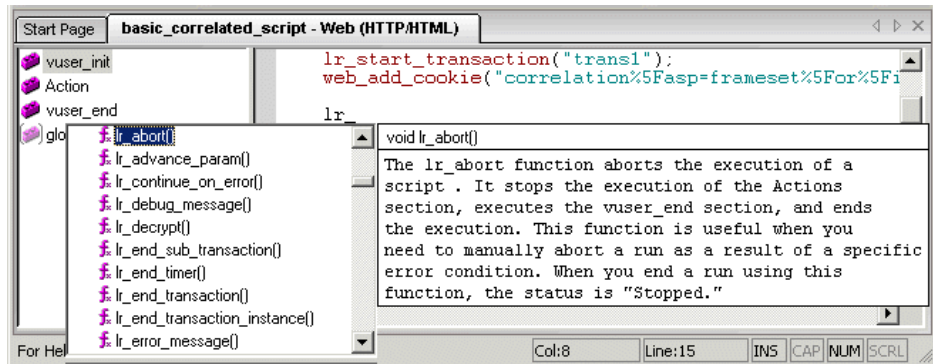 Start Page
basic_correlated_script - Web (HTTP/HTML)
vuser_init
Action
vuser_end
glo
lr_start_transaction("trans1");
web_add_cookie("correlation%5Fasp=frameset%5For%5Fi
lr_
lr_abort()
lr_advance_param()
lr_continue_on_error()
lr_debug_message()
lr_decrypt()
lr_end_sub_transaction()
lr_end_timer()
lr_end_transaction()
lr_end_transaction_instance()
lr_error_message()
void lr_abort()
The lr_abort function aborts the execution of a
script . It stops the execution of the Actions
section, executes the vuser_end section, and ends
the execution. This function is useful when you
need to manually abort a run as a result of a specific
error condition. When you end a run using this
function, the status is "Stopped."
For Hel
Col:8
Line:15
INS
CAP
NUM
SCRL